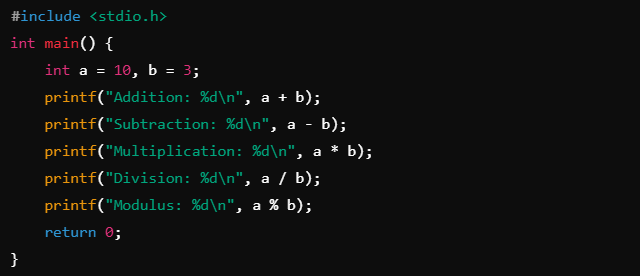 #include <stdio.h>
int main() {
    int a = 10, b = 3;
    printf("Addition: %d\n", a + b);
    printf("Subtraction: %d\n", a - b);
    printf("Multiplication: %d\n", a * b);
    printf("Division: %d\n", a / b);
    printf("Modulus: %d\n", a % b);
    return 0;
}